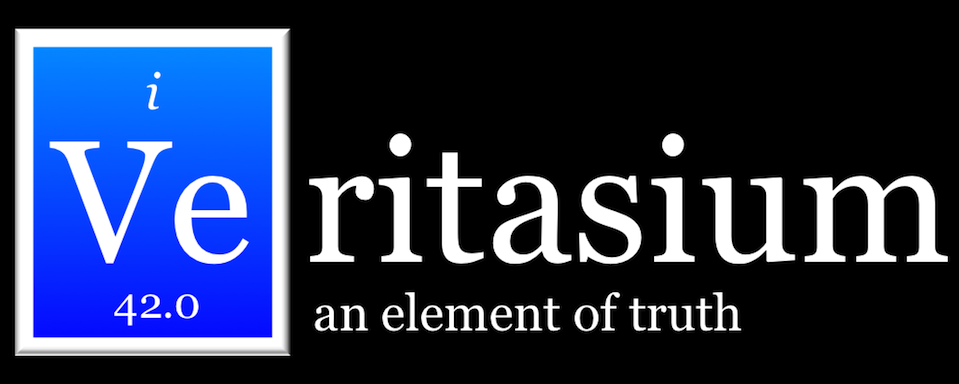 i
Veritasium
42.0
an element of truth